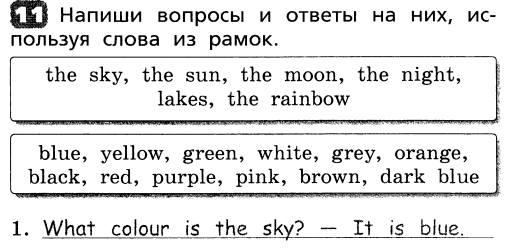 11 Напиши вопросы и ответы на них, ис-
пользуя слова из рамок.
the sky, the sun, the moon, the night,
lakes, the rainbow
blue, yellow, green, white, grey, orange,
black, red, purple, pink, brown, dark blue
1. What colour is the sky? — It is blue.